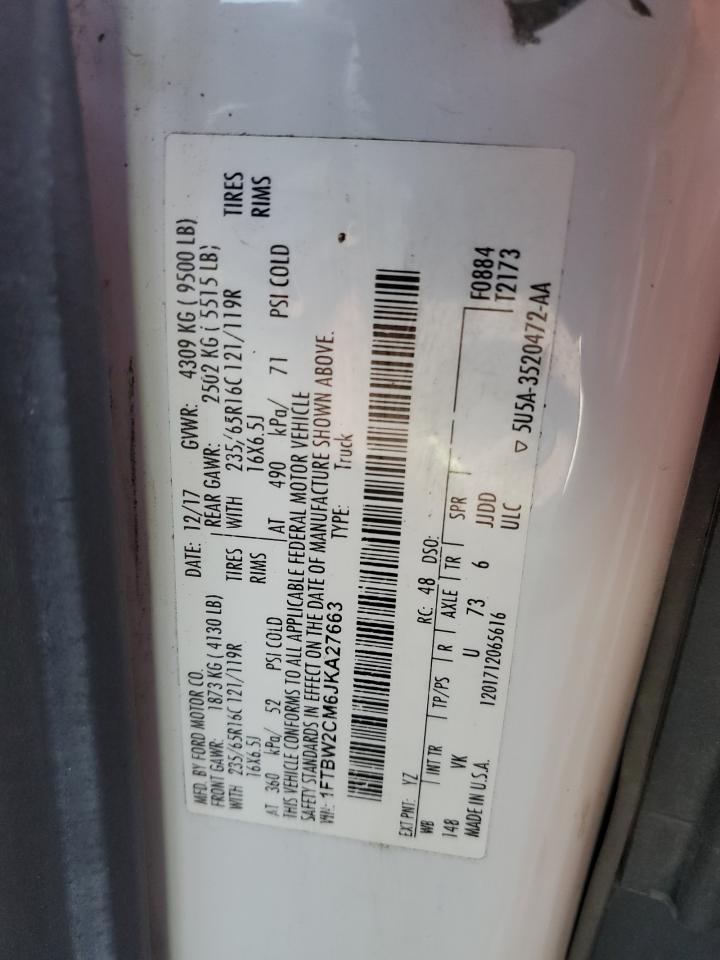 MFD. BY FORD MOTOR CO.
DATE: 12/17 GVWR: 4309 KG ( 9500 LB)
FRONT GAWR: 1873 KG ( 4130 LB) REAR GAWR: 2502 KG ( 5515 LB)
WITH 235/65R16C 121/119R TIRES WITH 235/65R16C 121/119R TIRES
16X6.5J RIMS 16X6.5J RIMS
AT 360 kPa/ 52 PSI COLD AT 490 kPa/ 71 PSI COLD
THIS VEHICLE CONFORMS TO ALL APPLICABLE FEDERAL MOTOR VEHICLE
SAFETY STANDARDS IN EFFECT ON THE DATE OF MANUFACTURE SHOWN ABOVE.
VIN: 1FTBW2CM6JKA27663 TYPE: Truck
EXT PNT: YZ RC: 48 DSO: F0884
WB INT TR TP/PS R AXLE TR SPR T2173
148 VK U 73 6 JJDD
MADE IN U.S.A. 1201712065616 ULC
▽ 5U5A-3520472-AA